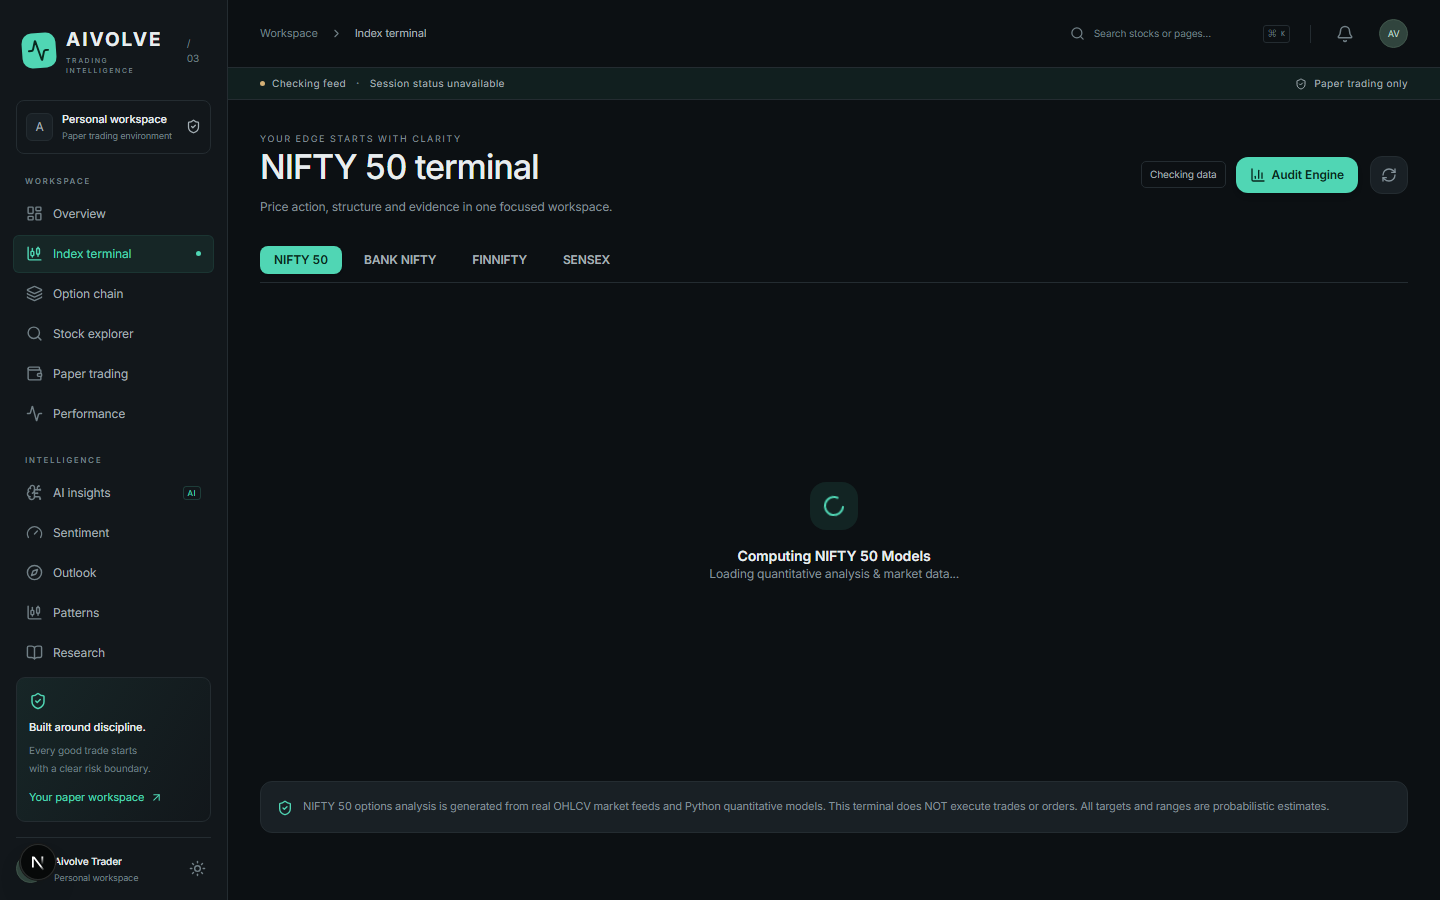 AIVOLVE
TRADING
INTELLIGENCE
/
03
A
Personal workspace
Paper trading environment
WORKSPACE
Overview
Index terminal
Option chain
Stock explorer
Paper trading
Performance
INTELLIGENCE
AI insights
AI
Sentiment
Outlook
Patterns
Research
Built around discipline.
Every good trade starts
with a clear risk boundary.
Your paper workspace
N
Aivolve Trader
Personal workspace
Workspace
Index terminal
Search stocks or pages...
⌘ K
AV
Checking feed · Session status unavailable
Paper trading only
YOUR EDGE STARTS WITH CLARITY
NIFTY 50 terminal
Price action, structure and evidence in one focused workspace.
Checking data
Audit Engine
NIFTY 50
BANK NIFTY
FINNIFTY
SENSEX
Computing NIFTY 50 Models
Loading quantitative analysis & market data...
NIFTY 50 options analysis is generated from real OHLCV market feeds and Python quantitative models. This terminal does NOT execute trades or orders. All targets and ranges are probabilistic estimates.